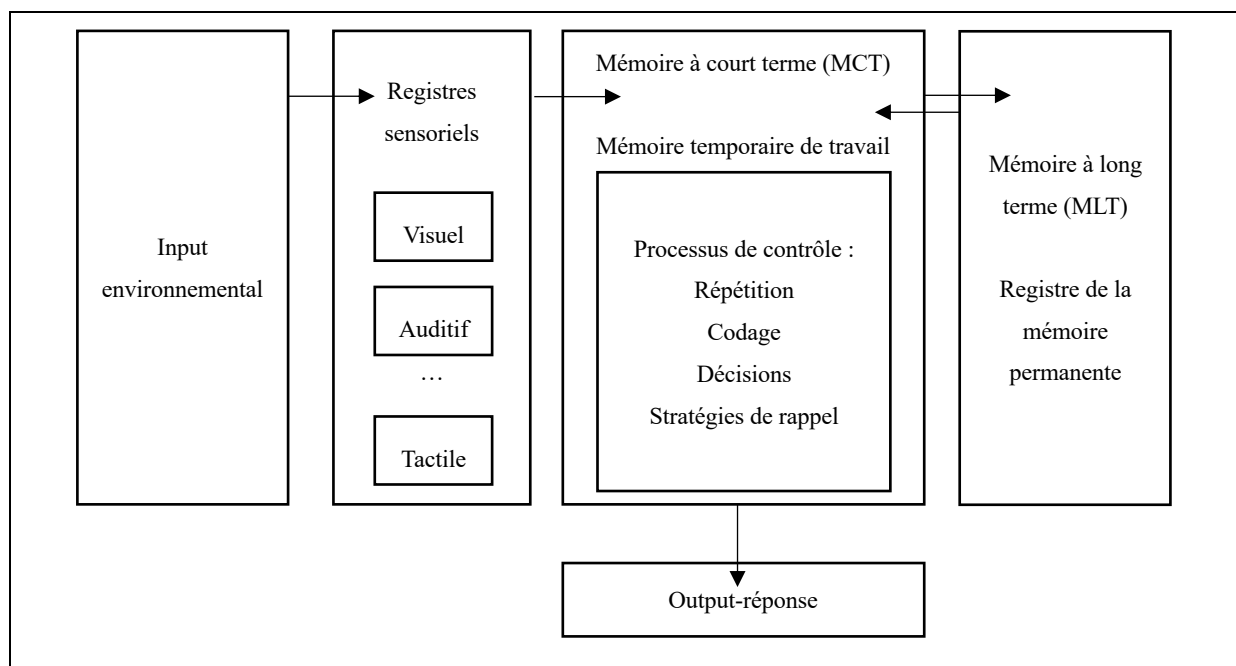 Input
environnemental
Registres
sensoriels
Visuel
Auditif
…
Tactile
Mémoire à court terme (MCT)
Mémoire temporaire de travail
Processus de contrôle :
Répétition
Codage
Décisions
Stratégies de rappel
Mémoire à long
terme (MLT)
Registre de la
mémoire
permanente
Output-réponse